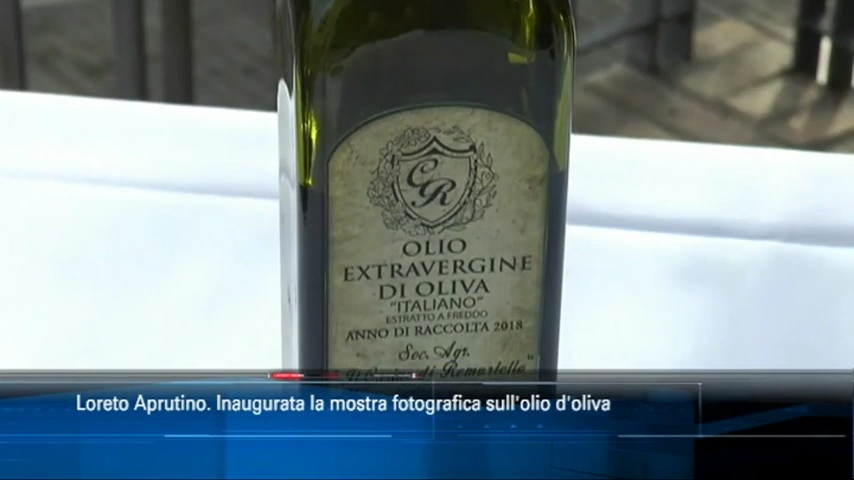 CR
OLIO
EXTRAVERGINE
DI OLIVA
"ITALIANO"
ESTRATTO A FREDDO
ANNO DI RACCOLTA 2018
Soc. Agr.
di
Loreto Aprutino. Inaugurata la mostra fotografica sull'olio d'oliva